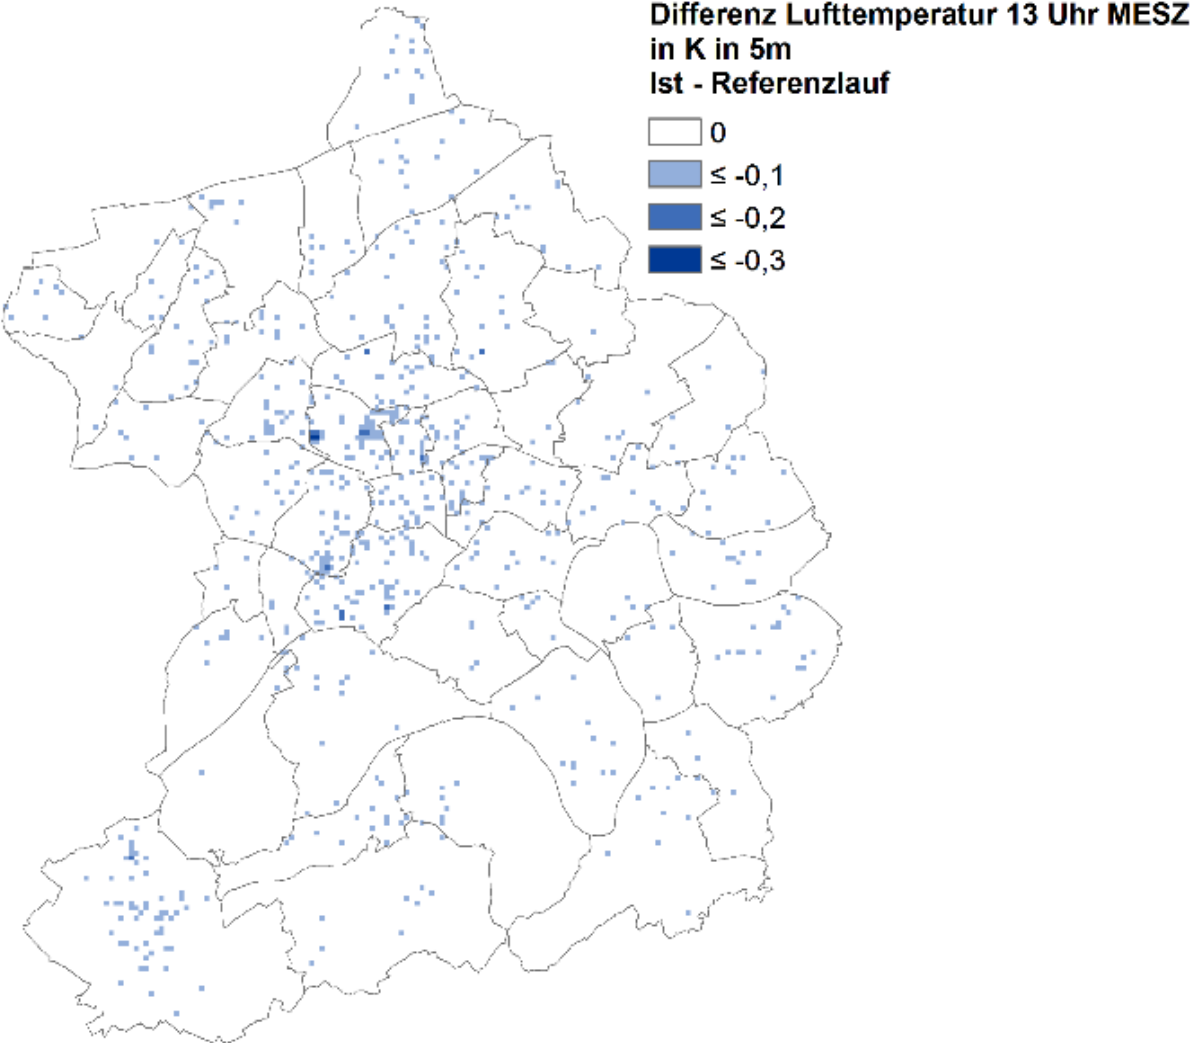 Differenz Lufttemperatur 13 Uhr MESZ
in K in 5m
Ist - Referenzlauf
0
≤ -0,1
≤ -0,2
≤ -0,3